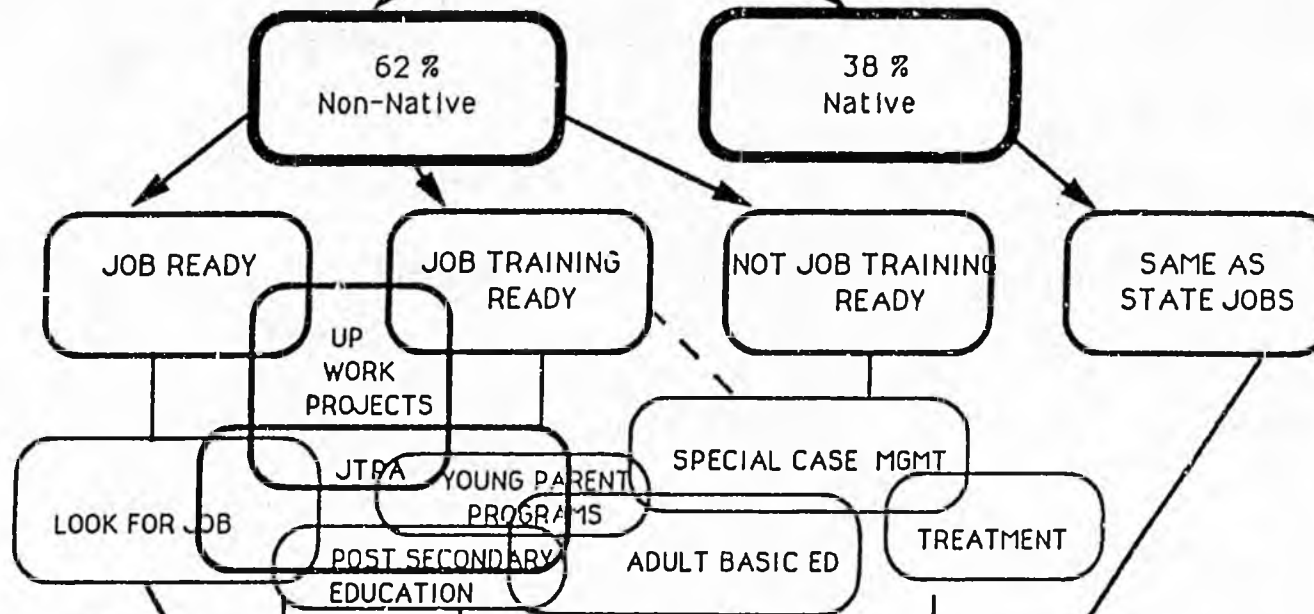 62 %
Non-Native
38 %
Native
JOB READY
JOB TRAINING
READY
NOT JOB TRAINING
READY
SAME AS
STATE JOBS
UP
WORK
PROJECTS
JTPA
YOUNG PARENT
PROGRAMS
SPECIAL CASE MGMT
LOOK FOR JOB
POST SECONDARY
EDUCATION
ADULT BASIC ED
TREATMENT